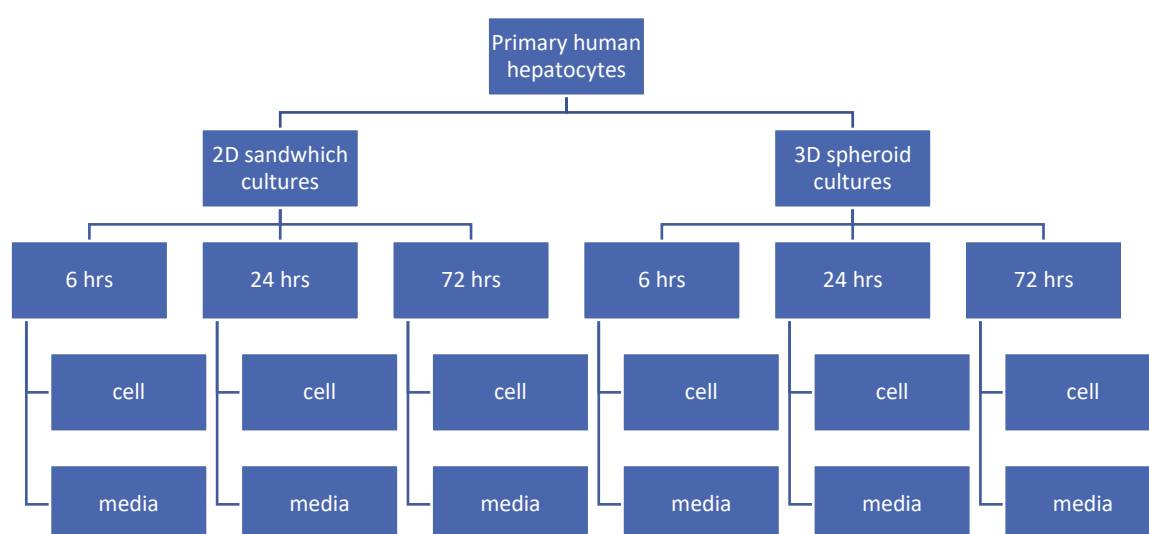 Primary human
hepatocytes
2D sandwhich
cultures
3D spheroid
cultures
6 hrs
24 hrs
72 hrs
6 hrs
24 hrs
72 hrs
cell
cell
cell
cell
cell
cell
media
media
media
media
media
media